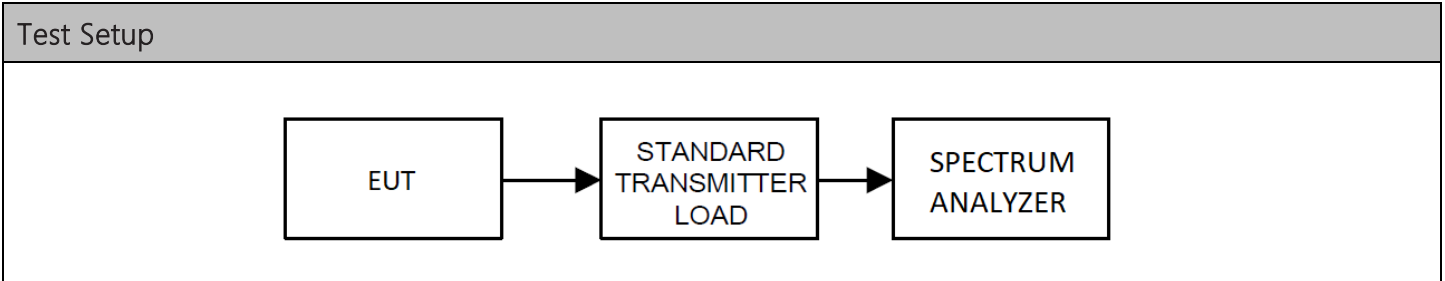 Test Setup
EUT
STANDARD
TRANSMITTER
LOAD
SPECTRUM
ANALYZER